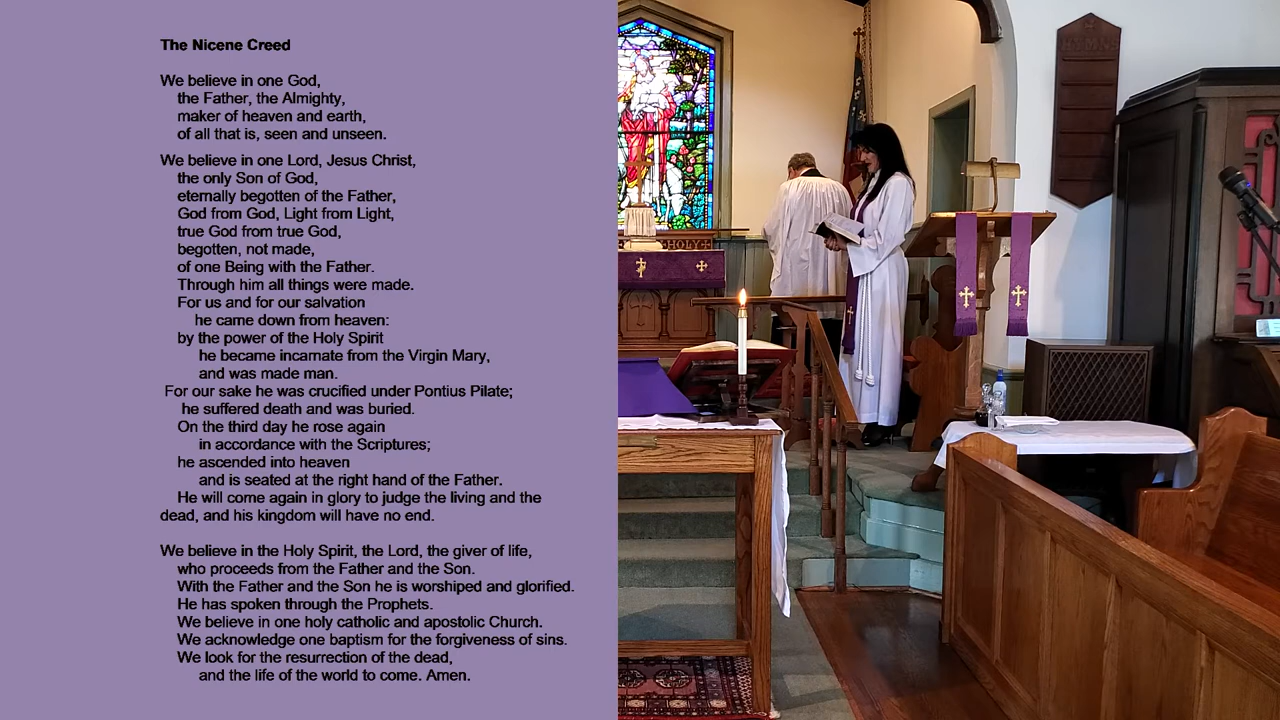 The Nicene Creed
We believe in one God,
the Father, the Almighty,
maker of heaven and earth,
of all that is, seen and unseen.
We believe in one Lord, Jesus Christ,
the only Son of God,
eternally begotten of the Father,
God from God, Light from Light,
true God from true God,
begotten, not made,
of one Being with the Father.
Through him all things were made.
For us and for our salvation
he came down from heaven:
by the power of the Holy Spirit
he became incarnate from the Virgin Mary,
and was made man.
For our sake he was crucified under Pontius Pilate;
he suffered death and was buried.
On the third day he rose again
in accordance with the Scriptures;
he ascended into heaven
and is seated at the right hand of the Father.
He will come again in glory to judge the living and the
dead, and his kingdom will have no end.
We believe in the Holy Spirit, the Lord, the giver of life,
who proceeds from the Father and the Son.
With the Father and the Son he is worshiped and glorified.
He has spoken through the Prophets.
We believe in one holy catholic and apostolic Church.
We acknowledge one baptism for the forgiveness of sins.
We look for the resurrection of the dead,
and the life of the world to come. Amen.
HYMNS
HOLY